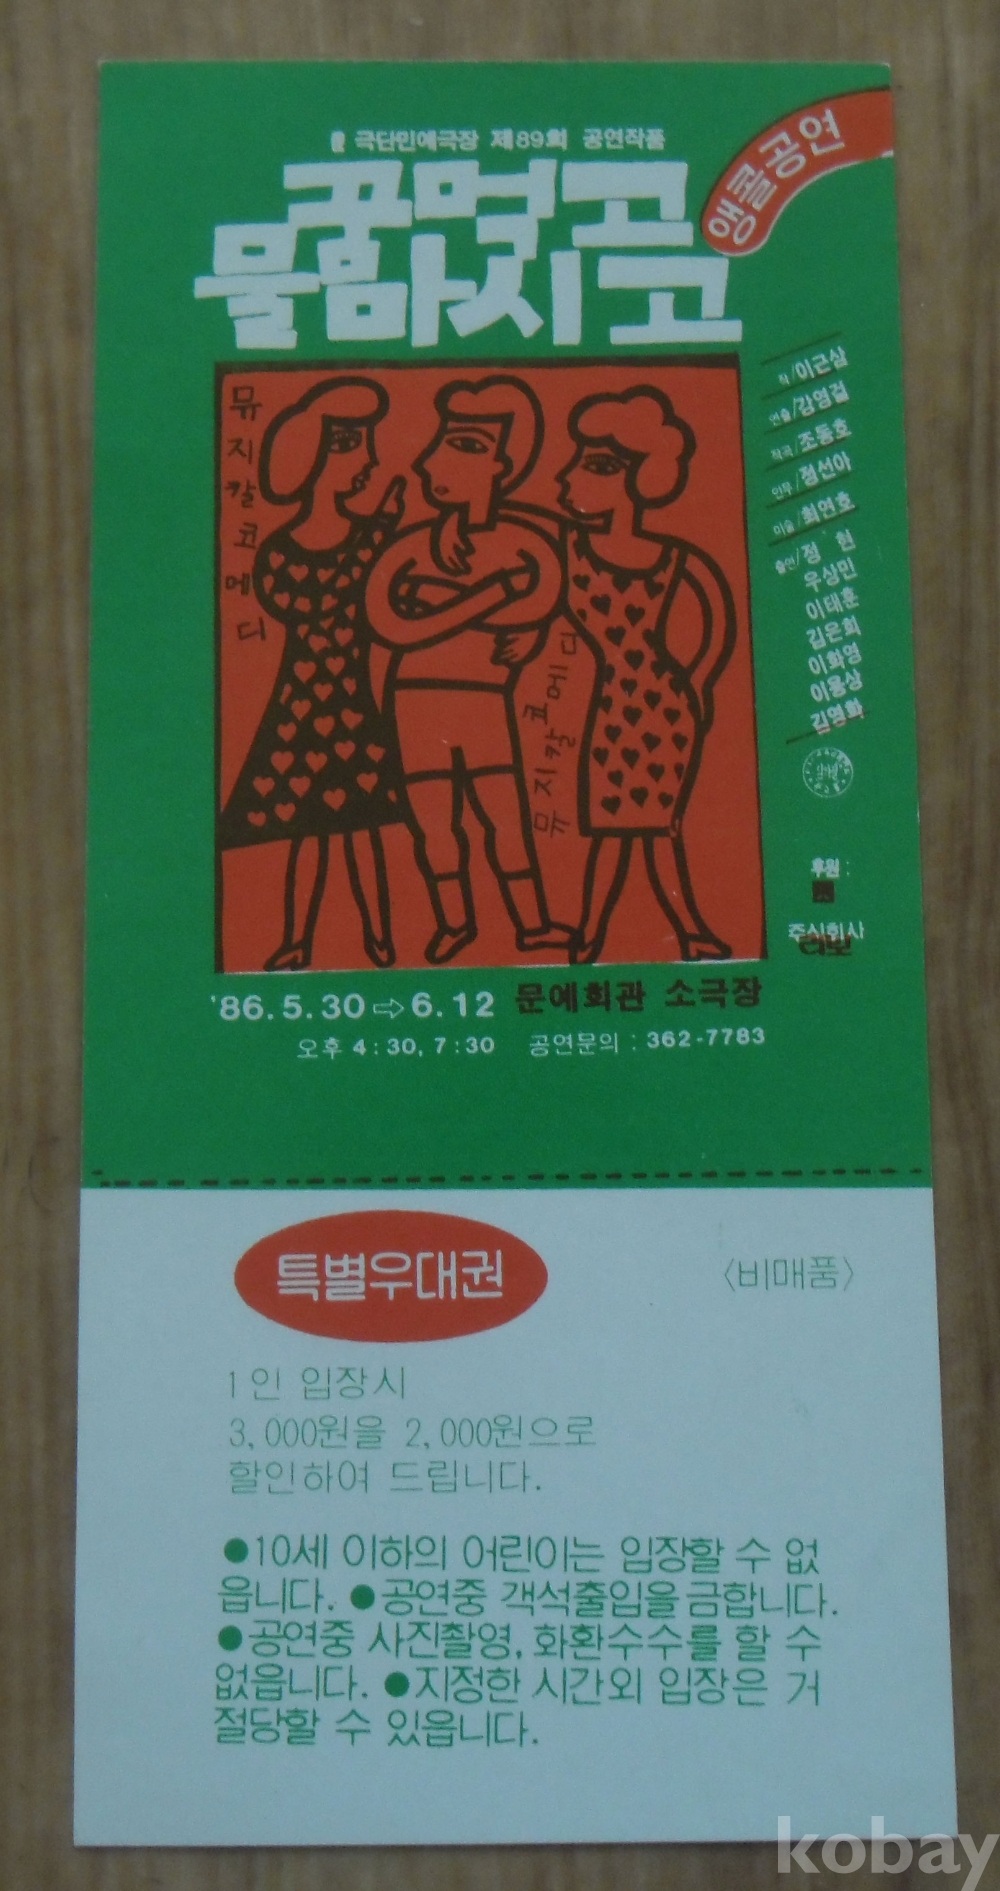 극단민예극장 제89회 공연작품
꿈 먹고
물 마시고
앵콜공연
뮤지칼코메디
뮤지칼코메디
작/이근삼
연출/김영걸
작곡/조동호
안무/정선아
미술/최연호
출연/정 현
우상민
이태훈
김은희
이화영
이용상
김영화
후원:
주식회사
'86.5.30⇨6.12 문예회관 소극장
오후 4:30, 7:30 공연문의 : 362-7783
특별우대권
〈비매품〉
1인 입장시
3,000원을 2,000원으로
할인하여 드립니다.
●10세 이하의 어린이는 입장할 수 없
읍니다. ●공연중 객석출입을 금합니다.
●공연중 사진촬영, 화환수수를 할 수
없읍니다. ●지정한 시간외 입장은 거
절당할 수 있읍니다.
kobay